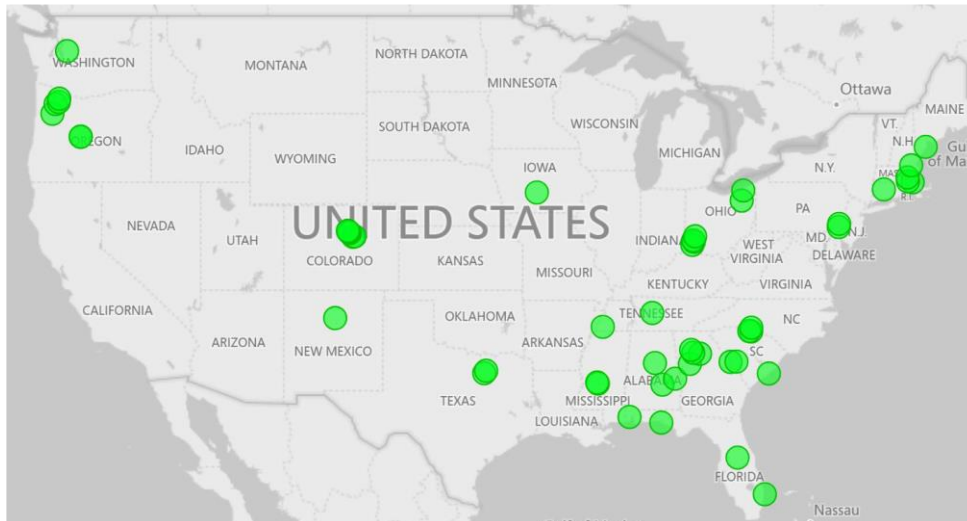 WASHINGTON
MONTANA
NORTH DAKOTA
MINNESOTA
Ottawa
MAINE
VT.
N.H.
Gu
of Ma
OREGON
IDAHO
SOUTH DAKOTA
WISCONSIN
MICHIGAN
N.Y.
MAS
R.I.
WYOMING
IOWA
NEVADA
UTAH
UNITED STATES
OHIO
PA
N.J.
MD.
DELAWARE
COLORADO
KANSAS
INDIANA
WEST
VIRGINIA
MISSOURI
KENTUCKY
VIRGINIA
CALIFORNIA
OKLAHOMA
TENNESSEE
NC
ARIZONA
NEW MEXICO
ARKANSAS
SC
ALABAMA
TEXAS
MISSISSIPPI
GEORGIA
LOUISIANA
FLORIDA
Nassau